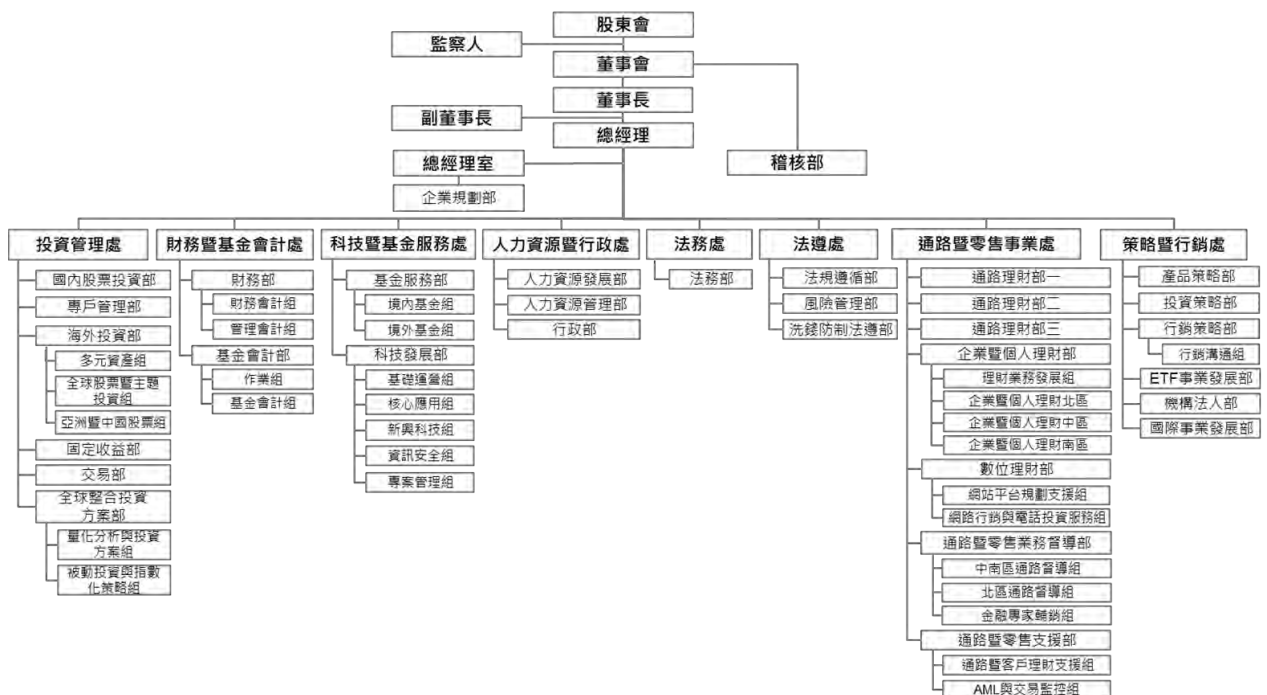 股東會
監察人
董事會
董事長
副董事長
總經理
總經理室
稽核部
企業規劃部
投資管理處
國內股票投資部
專戶管理部
海外投資部
多元資產組
全球股票暨主題
投資組
亞洲暨中國股票組
固定收益部
交易部
全球整合投資
方案部
量化分析與投資
方案組
被動投資與指數
化策略組
財務暨基金會計處
財務部
財務會計組
管理會計組
基金會計部
作業組
基金會計組
科技暨基金服務處
基金服務部
境內基金組
境外基金組
科技發展部
基礎運營組
核心應用組
新興科技組
資訊安全組
專案管理組
人力資源暨行政處
人力資源發展部
人力資源管理部
行政部
法務處
法務部
法遵處
法規遵循部
風險管理部
洗錢防制法遵部
通路暨零售事業處
通路理財部一
通路理財部二
通路理財部三
企業暨個人理財部
理財業務發展組
企業暨個人理財北區
企業暨個人理財中區
企業暨個人理財南區
數位理財部
網站平台規劃支援組
網路行銷與電話投資服務組
通路暨零售業務督導部
中南區通路督導組
北區通路督導組
金融專家輔銷組
通路暨零售支援部
通路暨客戶理財支援組
AML與交易監控組
策略暨行銷處
產品策略部
投資策略部
行銷策略部
行銷溝通組
ETF事業發展部
機構法人部
國際事業發展部